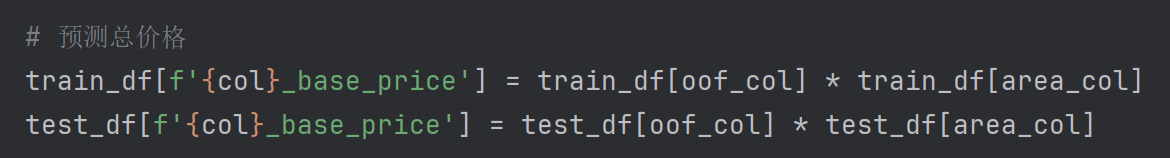 # 预测总价格
train_df[f'{col}_base_price'] = train_df[oof_col] * train_df[area_col]
test_df[f'{col}_base_price'] = test_df[oof_col] * test_df[area_col]